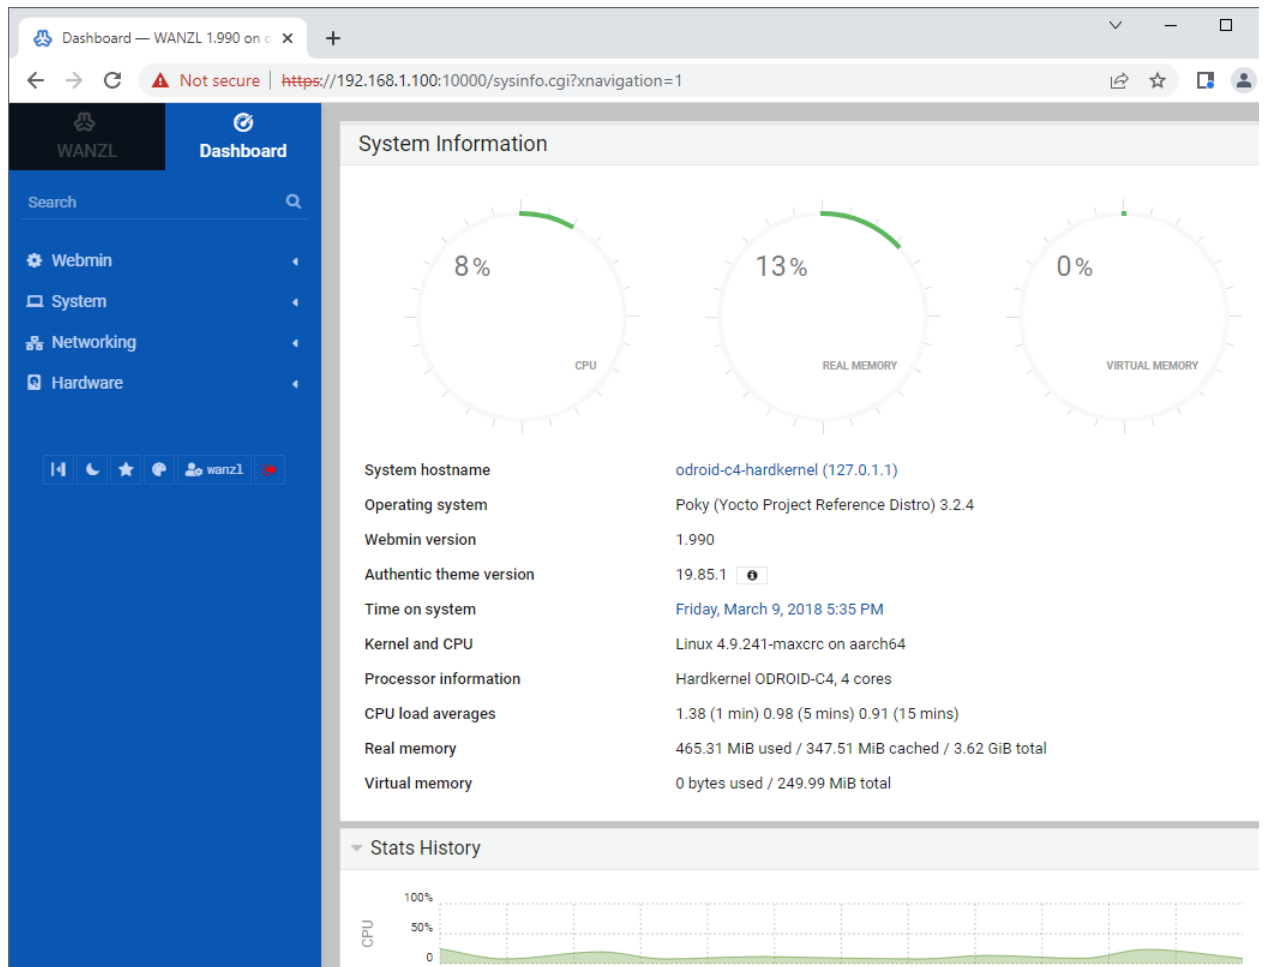 Dashboard — WANZL 1.990 on
Not secure | https://192.168.1.100:10000/sysinfo.cgi?xnavigation=1
WANZL
Dashboard
Search
Webmin
System
Networking
Hardware
wanzl
System Information
8%
CPU
13%
REAL MEMORY
0%
VIRTUAL MEMORY
System hostname odroid-c4-hardkernel (127.0.1.1)
Operating system Poky (Yocto Project Reference Distro) 3.2.4
Webmin version 1.990
Authentic theme version 19.85.1
Time on system Friday, March 9, 2018 5:35 PM
Kernel and CPU Linux 4.9.241-maxcrc on aarch64
Processor information Hardkernel ODROID-C4, 4 cores
CPU load averages 1.38 (1 min) 0.98 (5 mins) 0.91 (15 mins)
Real memory 465.31 MiB used / 347.51 MiB cached / 3.62 GiB total
Virtual memory 0 bytes used / 249.99 MiB total
Stats History
CPU
100%
50%
0